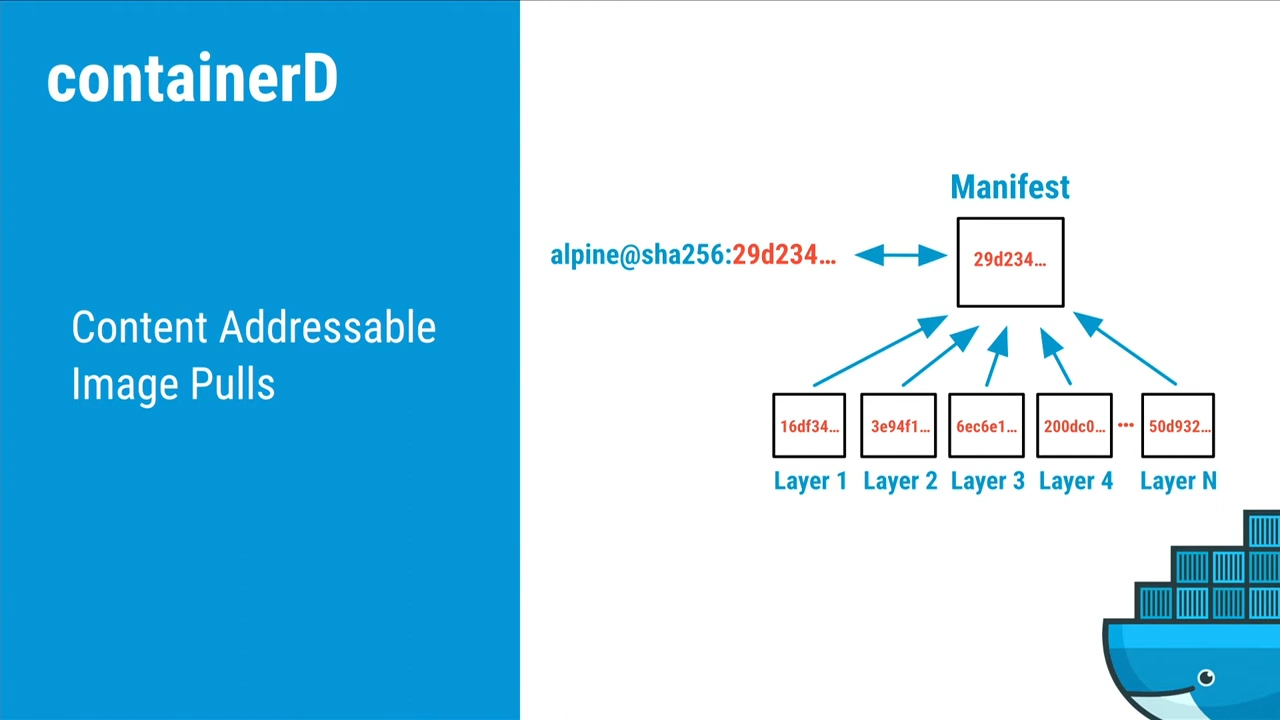 containerD
Content Addressable
Image Pulls
Manifest
alpine@sha256:29d234...
29d234...
16df34...
3e94f1...
6ec6e1...
200dc0...
...
50d932...
Layer 1
Layer 2
Layer 3
Layer 4
Layer N